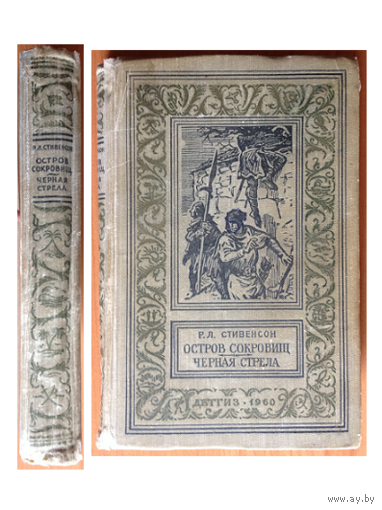 Р.Л.СТИВЕНСОН
ОСТРОВ
СОКРОВИЩ
ЧЕРНАЯ
СТРЕЛА
Р. Л. СТИВЕНСОН
ОСТРОВ СОКРОВИЩ
ЧЕРНАЯ СТРЕЛА
ДЕТГИЗ - 1960
www.ay.by